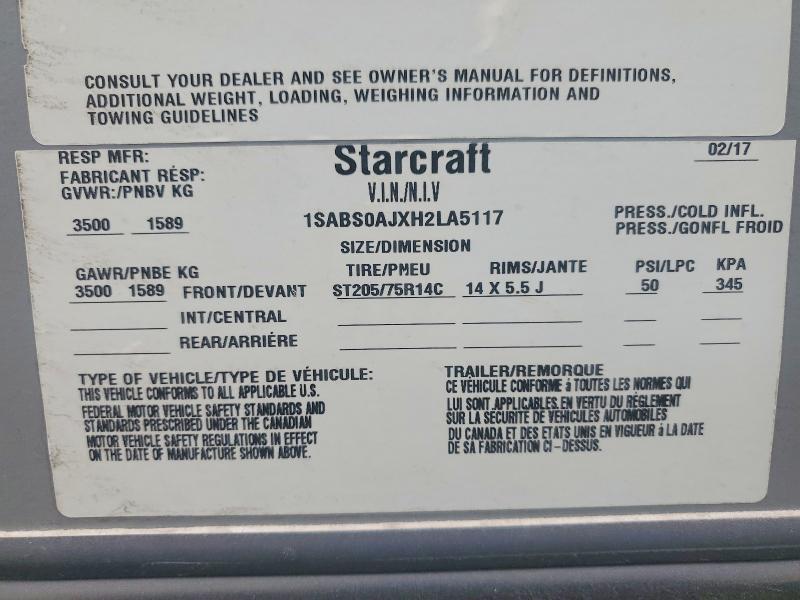 CONSULT YOUR DEALER AND SEE OWNER'S MANUAL FOR DEFINITIONS,
ADDITIONAL WEIGHT, LOADING, WEIGHING INFORMATION AND
TOWING GUIDELINES
RESP MFR: Starcraft 02/17
FABRICANT RÉSP:
GVWR:/PNBV KG V.I.N./N.I.V
3500 1589 1SABS0AJXH2LA5117 PRESS./COLD INFL.
PRESS./GONFL FROID
SIZE/DIMENSION
GAWR/PNBE KG TIRE/PNEU RIMS/JANTE PSI/LPC KPA
3500 1589 FRONT/DEVANT ST205/75R14C 14 X 5.5 J 50 345
INT/CENTRAL
REAR/ARRIÉRE
TYPE OF VEHICLE/TYPE DE VÉHICULE: TRAILER/REMORQUE
THIS VEHICLE CONFORMS TO ALL APPLICABLE U.S.
FEDERAL MOTOR VEHICLE SAFETY STANDARDS AND
STANDARDS PRESCRIBED UNDER THE CANADIAN
MOTOR VEHICLE SAFETY REGULATIONS IN EFFECT
ON THE DATE OF MANUFACTURE SHOWN ABOVE.
CE VÉHICULE CONFORME à TOUTES LES NORMES QUI
LUI SONT APPLICABLES EN VERTU DU RÈGLEMENT
SUR LA SÉCURITÉ DE VEHICULES AUTOMOBILES
DU CANADA ET DES ETATS UNIS EN VIGUEUR à LA DATE
DE SA FABRICATION CI-DESSUS.